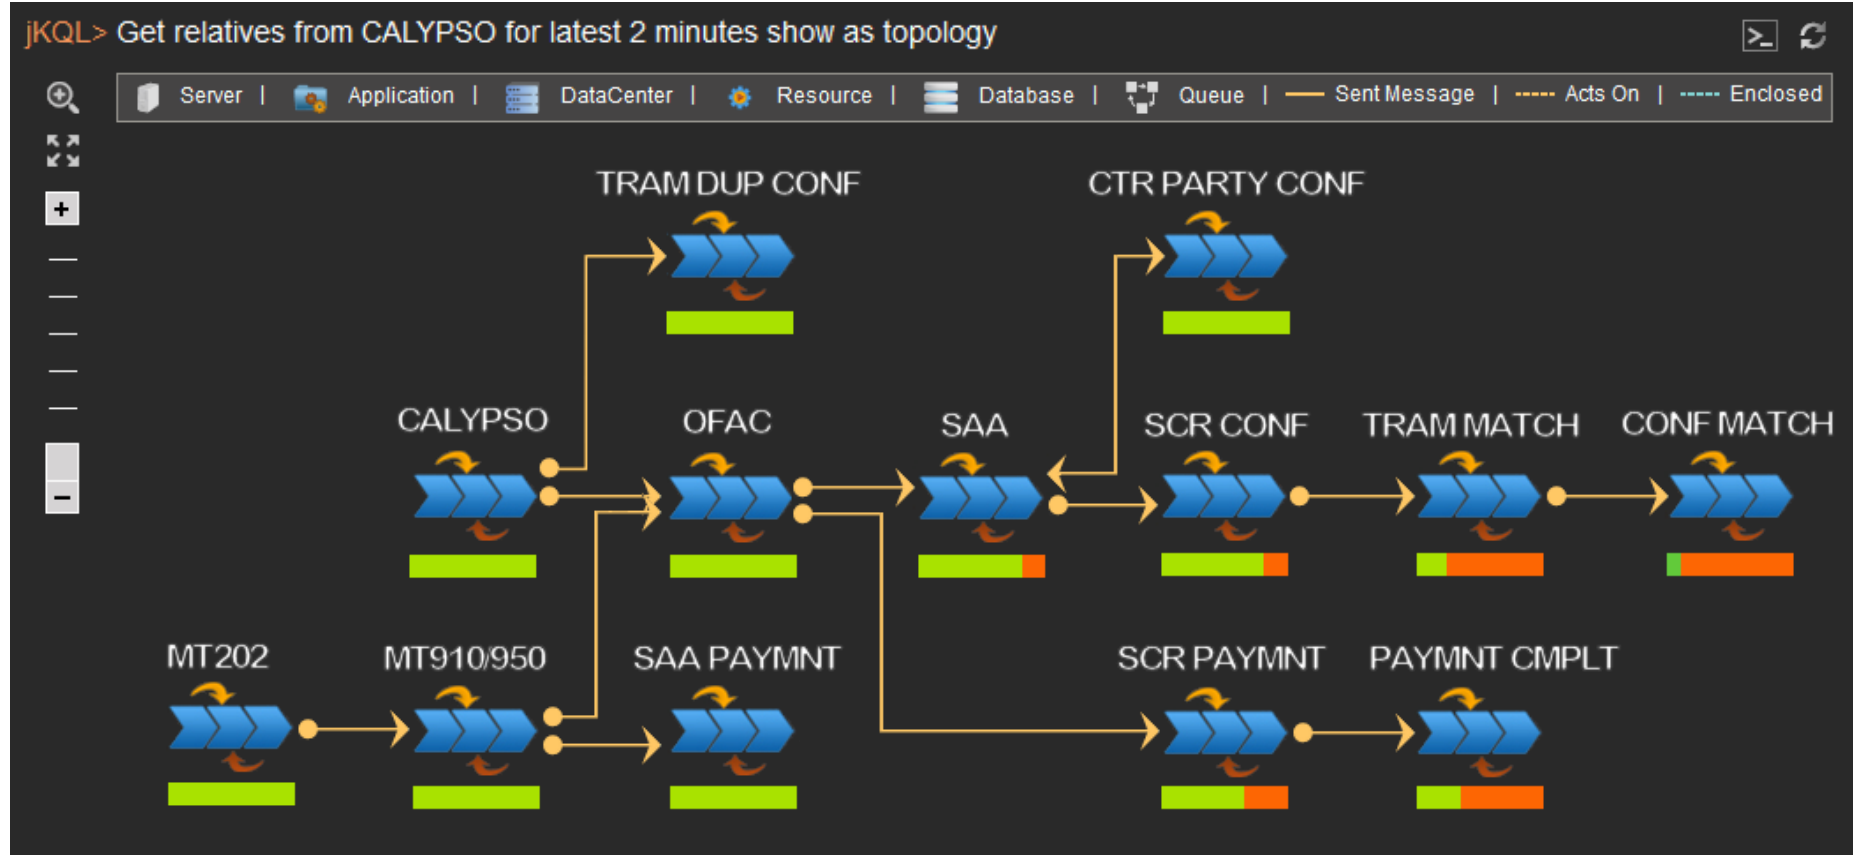 jKQL> Get relatives from CALYPSO for latest 2 minutes show as topology
Server | Application | DataCenter | Resource | Database | Queue | Sent Message | Acts On | Enclosed
TRAM DUP CONF CTR PARTY CONF
CALYPSO OFAC SAA SCR CONF TRAM MATCH CONF MATCH
MT202 MT910/950 SAA PAYMNT SCR PAYMNT PAYMNT CMPLT